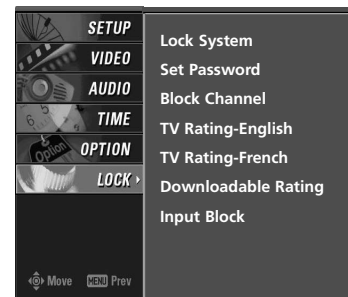 SETUP
VIDEO
AUDIO
TIME
OPTION
LOCK
Lock System
Set Password
Block Channel
TV Rating-English
TV Rating-French
Downloadable Rating
Input Block
Move MENU Prev